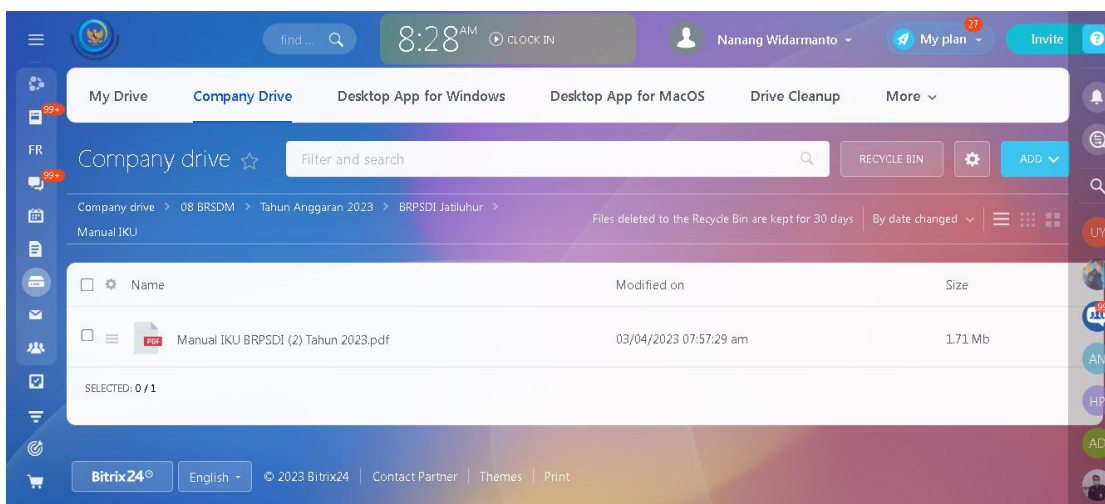 find ...
8:28 AM CLOCK IN
Nanang Widarmanto
27
My plan
Invite
?
My Drive
Company Drive
Desktop App for Windows
Desktop App for MacOS
Drive Cleanup
More
99+
FR
99+
Company drive
Filter and search
RECYCLE BIN
ADD
Company drive > 08 BRSDM > Tahun Anggaran 2023 > BRPSDI Jatiluhur >
Manual IKU
Files deleted to the Recycle Bin are kept for 30 days
By date changed
UY
Name
Modified on
Size
PDF
Manual IKU BRPSDI (2) Tahun 2023.pdf
03/04/2023 07:57:29 am
1.71 Mb
SELECTED: 0 / 1
AN
HP
AD
Bitrix24
English
© 2023 Bitrix24
Contact Partner
Themes
Print